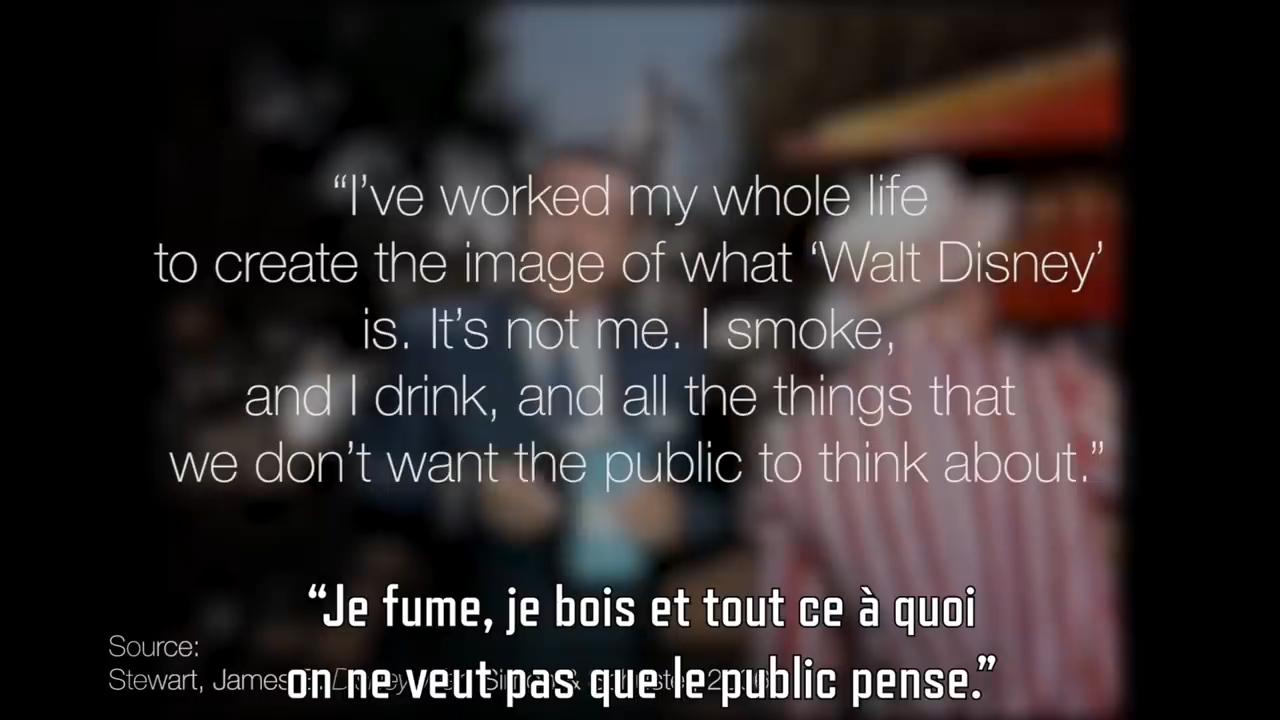 “I’ve worked my whole life
to create the image of what ‘Walt Disney’
is. It’s not me. I smoke,
and I drink, and all the things that
we don’t want the public to think about.”
“Je fume, je bois et tout ce à quoi
on ne veut pas que le public pense.”
Source:
Stewart, James